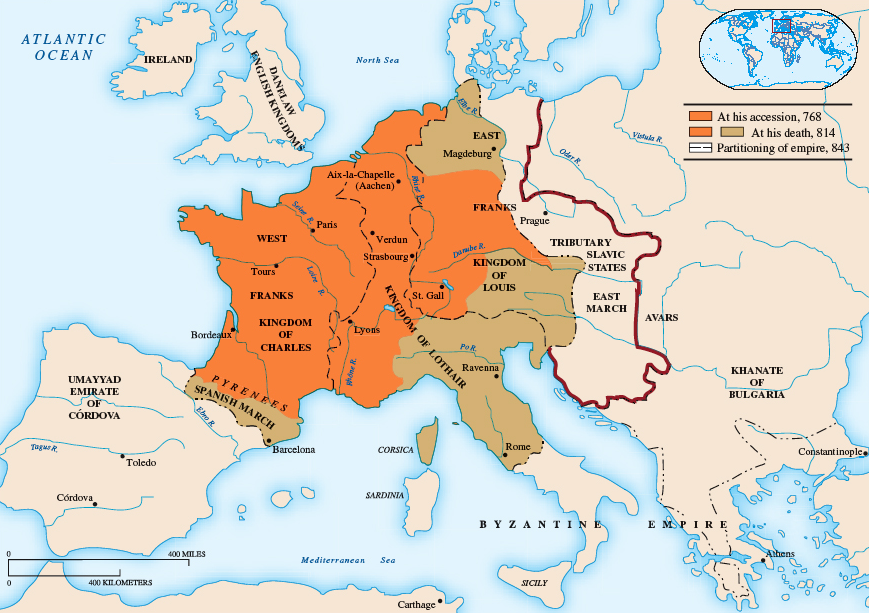 ATLANTIC
OCEAN
IRELAND
DANELAW
ENGLISH KINGDOMS
North Sea
At his accession, 768
At his death, 814
Partitioning of empire, 843
Elbe R.
EAST
Magdeburg
Oder R.
Vistula R.
Aix-la-Chapelle
(Aachen)
Rhine R.
FRANKS
Prague
Seine R.
Paris
WEST
Verdun
Strasbourg
Danube R.
TRIBUTARY
SLAVIC
STATES
Tours
Loire R.
KINGDOM
OF
LOUIS
St. Gall
FRANKS
EAST
MARCH
AVARS
KINGDOM
OF
CHARLES
Bordeaux
Lyons
KINGDOM OF LOTHAIR
Po R.
Rhône R.
Ravenna
PYRENEES
SPANISH MARCH
UMAYYAD
EMIRATE
OF
CÓRDOVA
KHANATE
OF
BULGARIA
Ebro R.
Tagus R.
Toledo
Barcelona
CORSICA
Rome
Constantinople
Córdova
SARDINIA
BYZANTINE EMPIRE
0 400 MILES
0 400 KILOMETERS
Mediterranean Sea
Athens
SICILY
Carthage